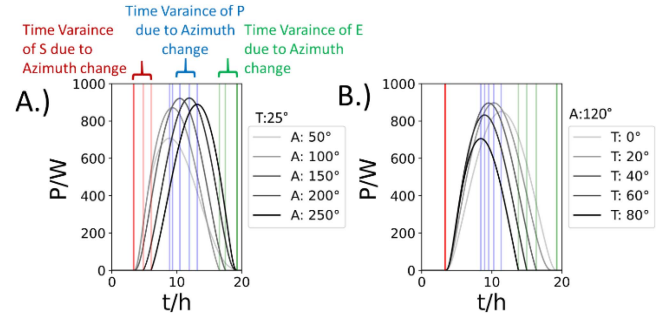 Time Varaince of P
due to Azimuth
change
Time Varaince
of S due to
Azimuth change
Time Varaince of E
due to Azimuth
change
A.)
P/W
1000
800
600
400
200
0
0
10
20
t/h
T:25°
A: 50°
A: 100°
A: 150°
A: 200°
A: 250°
B.)
P/W
1000
800
600
400
200
0
0
10
20
t/h
A:120°
T: 0°
T: 20°
T: 40°
T: 60°
T: 80°